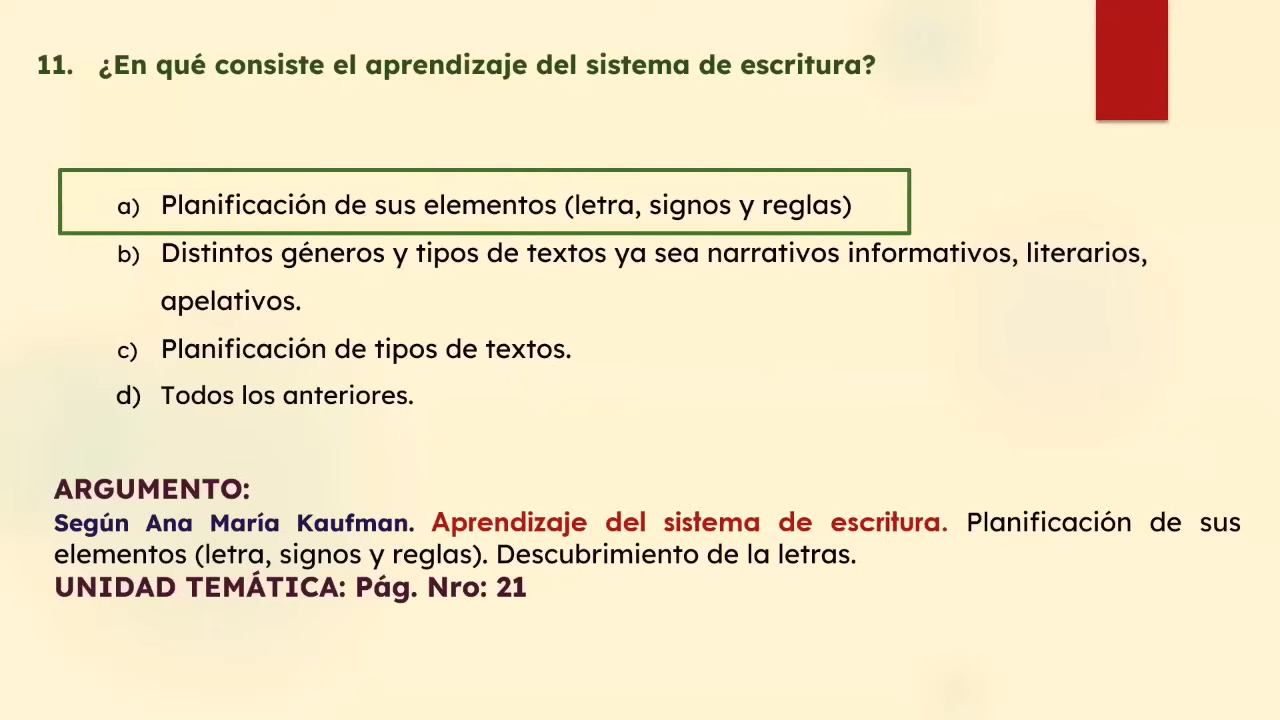 11. ¿En qué consiste el aprendizaje del sistema de escritura?
a) Planificación de sus elementos (letra, signos y reglas)
b) Distintos géneros y tipos de textos ya sea narrativos informativos, literarios,
apelativos.
c) Planificación de tipos de textos.
d) Todos los anteriores.
ARGUMENTO:
Según Ana María Kaufman. Aprendizaje del sistema de escritura. Planificación de sus
elementos (letra, signos y reglas). Descubrimiento de la letras.
UNIDAD TEMÁTICA: Pág. Nro: 21